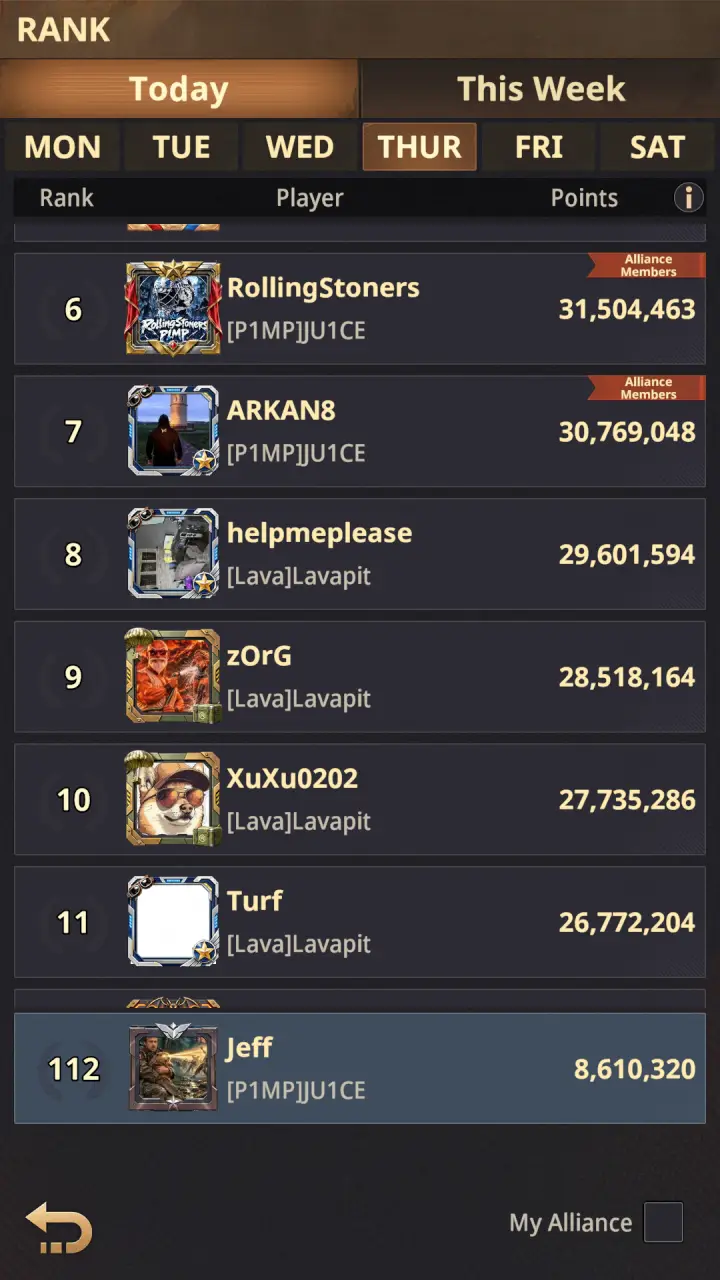 RANK
Today
This Week
MON TUE WED THUR FRI SAT
Rank Player Points i
Alliance
Members
6 RollingStoners 31,504,463
[P1MP]JU1CE
RollingStoners
PIMP
Alliance
Members
7 ARKAN8 30,769,048
[P1MP]JU1CE
8 helpmeplease 29,601,594
[Lava]Lavapit
9 zOrG 28,518,164
[Lava]Lavapit
10 XuXu0202 27,735,286
[Lava]Lavapit
11 Turf 26,772,204
[Lava]Lavapit
112 Jeff 8,610,320
[P1MP]JU1CE
My Alliance